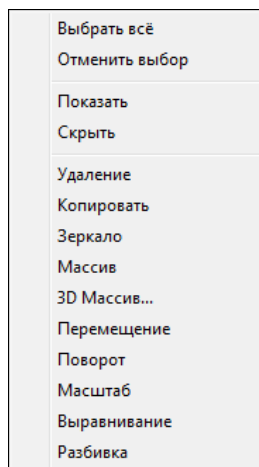 Выбрать всё
Отменить выбор
Показать
Скрыть
Удаление
Копировать
Зеркало
Массив
3D Массив...
Перемещение
Поворот
Масштаб
Выравнивание
Разбивка